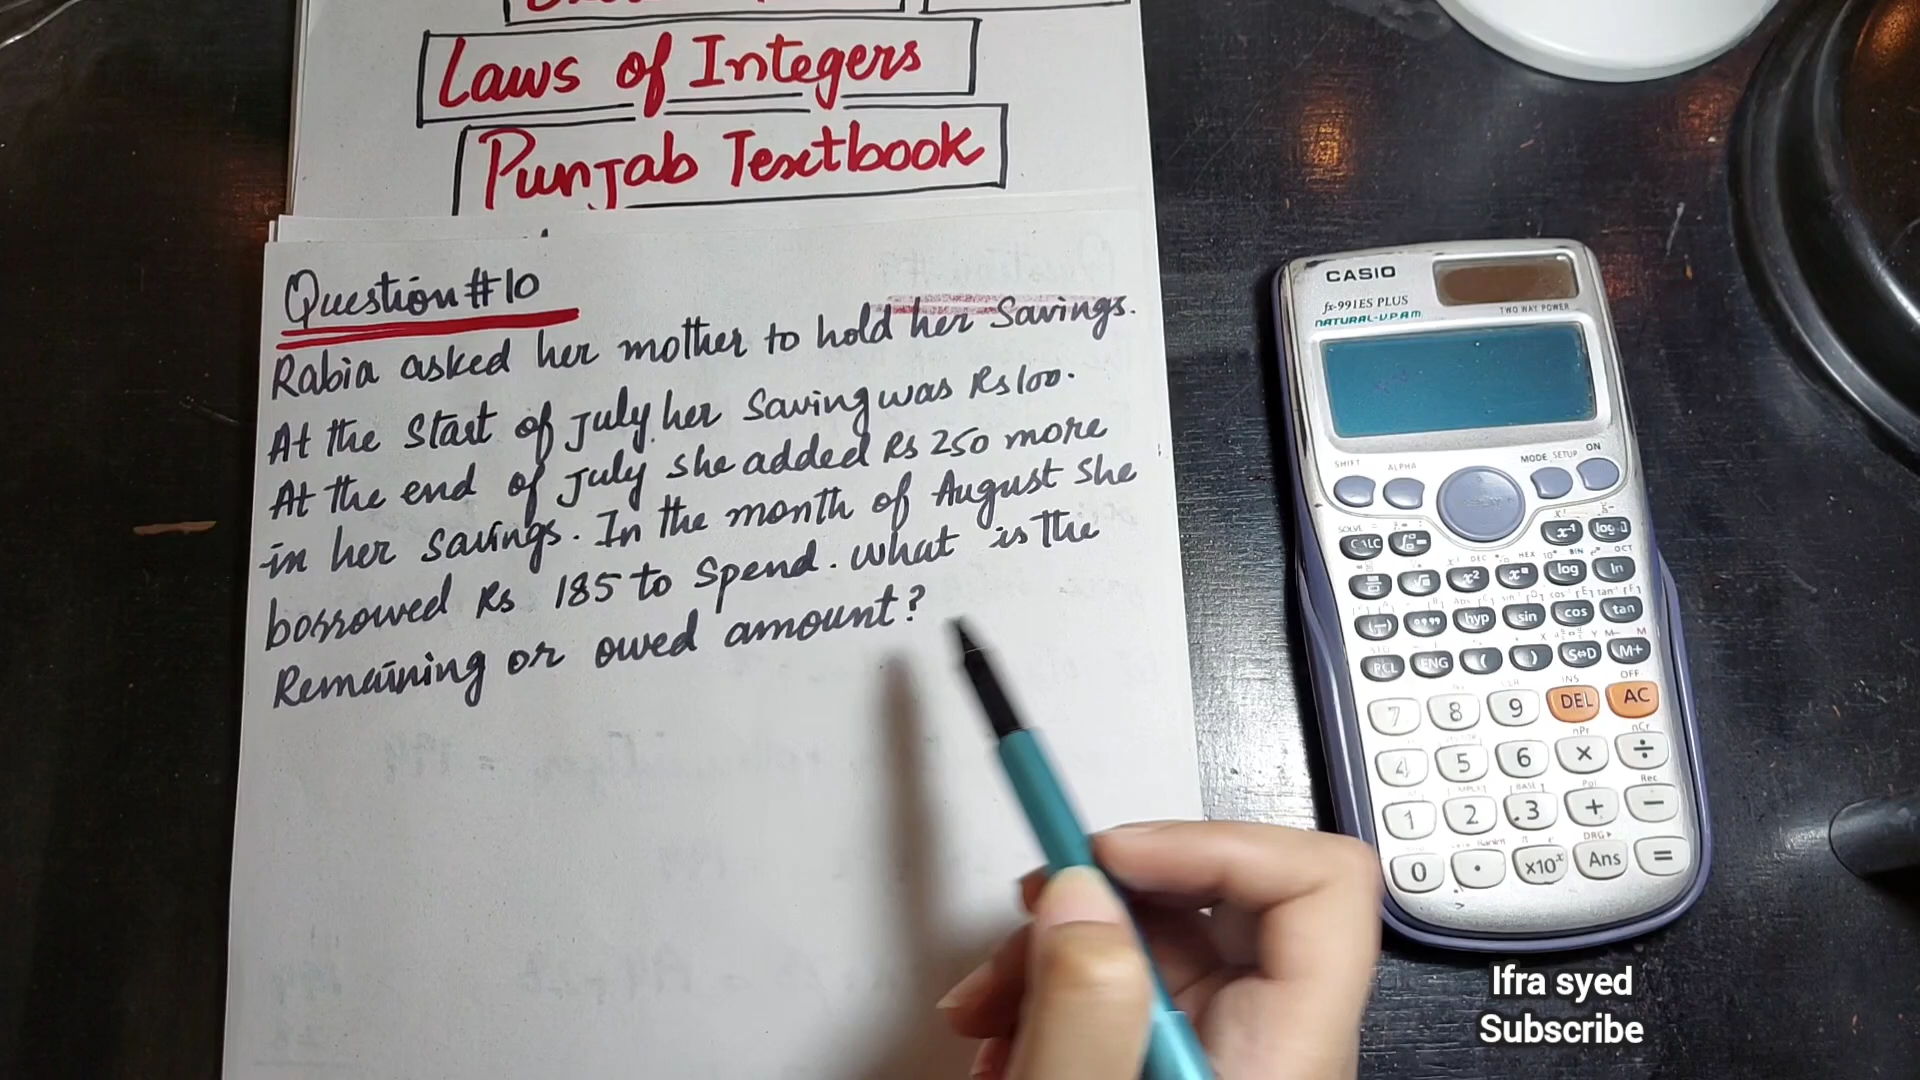 Laws of Integers
Punjab Textbook
Question#10
Rabia asked her mother to hold her Savings.
At the start of july her Saving was Rs100.
At the end of july she added Rs 250 more
in her savings. In the month of August she
borrowed Rs 185 to spend. what is the
Remaining or owed amount?
CASIO
fx-991ES PLUS
TWO WAY POWER
NATURAL-V.P.A.M.
SHIFT ALPHA MODE SETUP ON
CALC
log ln
hyp sin cos tan
RCL ENG ( ) S⇔D M+
7 8 9 DEL AC
4 5 6 × ÷
1 2 3 + −
0 . ×10ˣ Ans =
Ifra syed
Subscribe